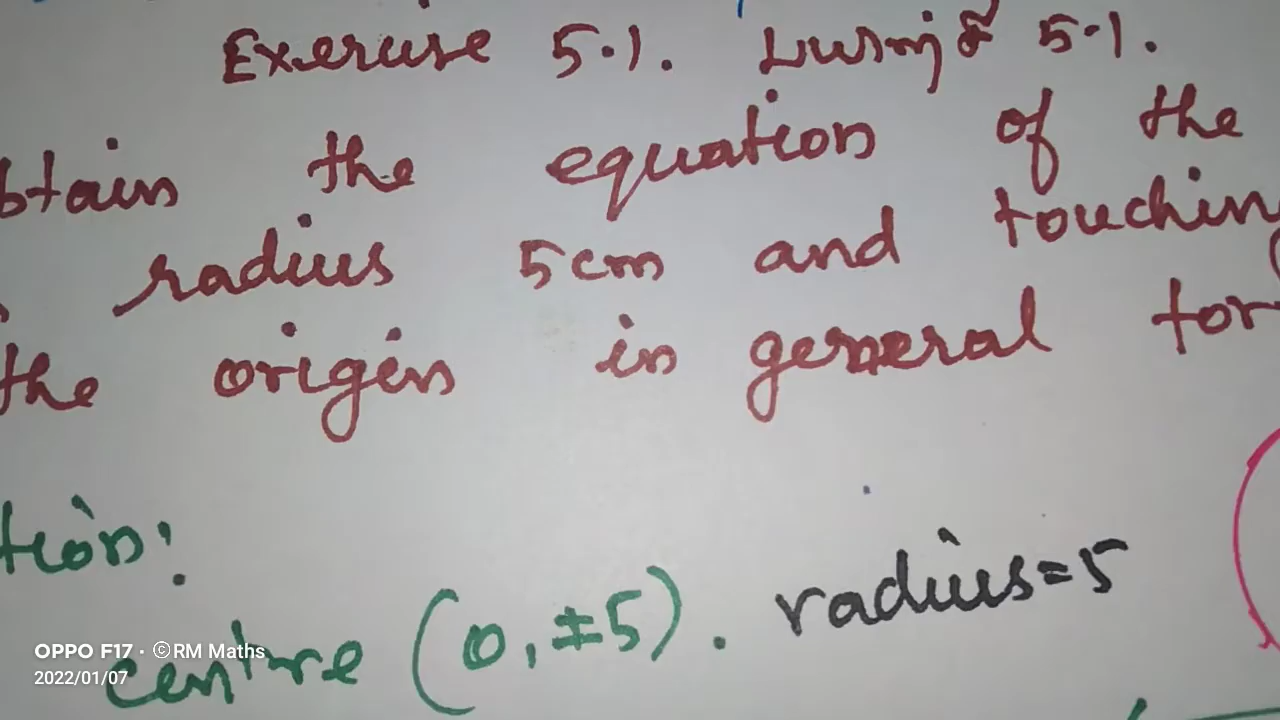 Exercise 5.1. பயிற்சி 5.1.
btain the equation of the
radius 5cm and touching
the origin in general for
tion:
centre (0, ±5). radius=5
OPPO F17 · ©RM Maths
2022/01/07